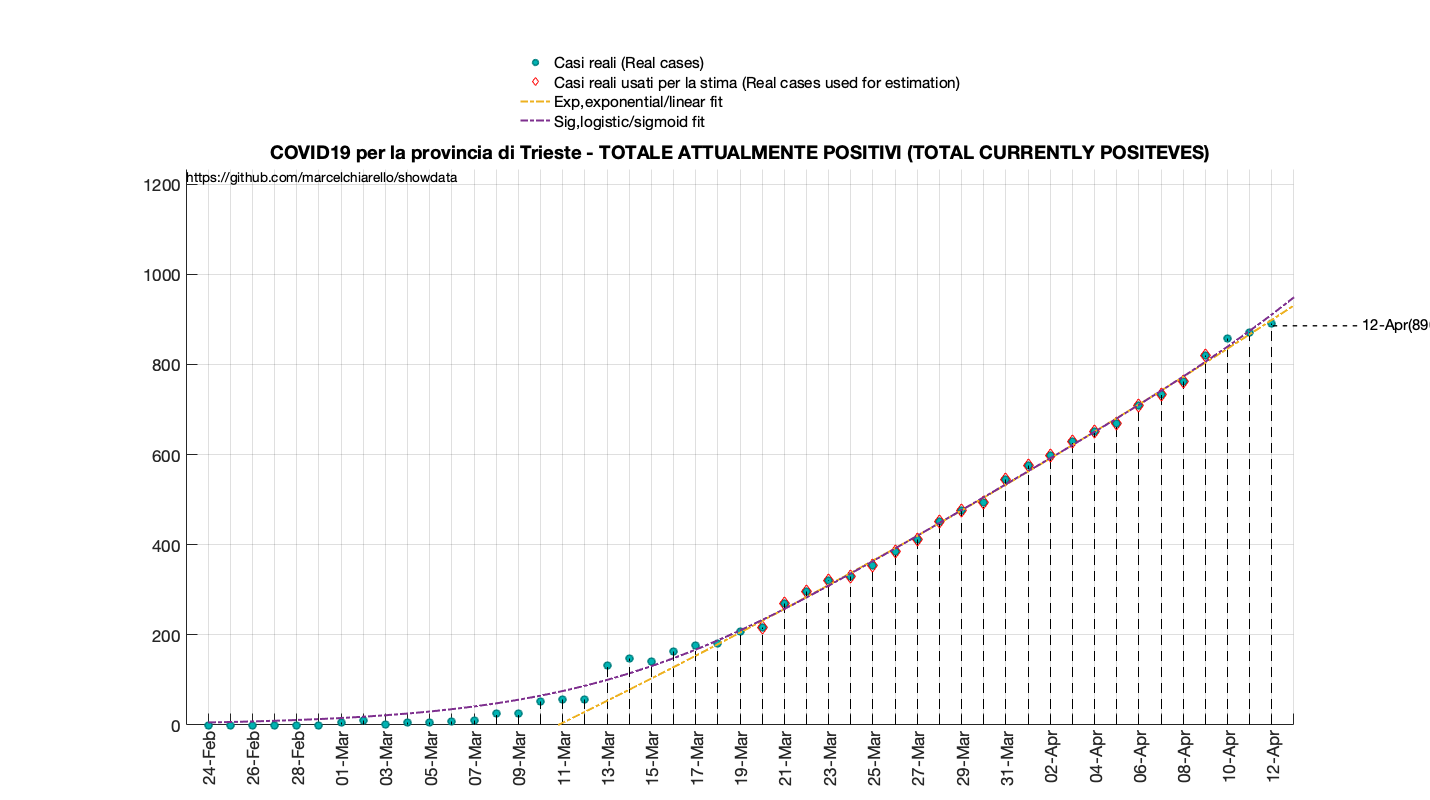 Casi reali (Real cases)
Casi reali usati per la stima (Real cases used for estimation)
Exp,exponential/linear fit
Sig,logistic/sigmoid fit
COVID19 per la provincia di Trieste - TOTALE ATTUALMENTE POSITIVI (TOTAL CURRENTLY POSITEVES)
https://github.com/marcelchiarello/showdata
1200
1000
800
600
400
200
0
12-Apr(89
24-Feb
26-Feb
28-Feb
01-Mar
03-Mar
05-Mar
07-Mar
09-Mar
11-Mar
13-Mar
15-Mar
17-Mar
19-Mar
21-Mar
23-Mar
25-Mar
27-Mar
29-Mar
31-Mar
02-Apr
04-Apr
06-Apr
08-Apr
10-Apr
12-Apr